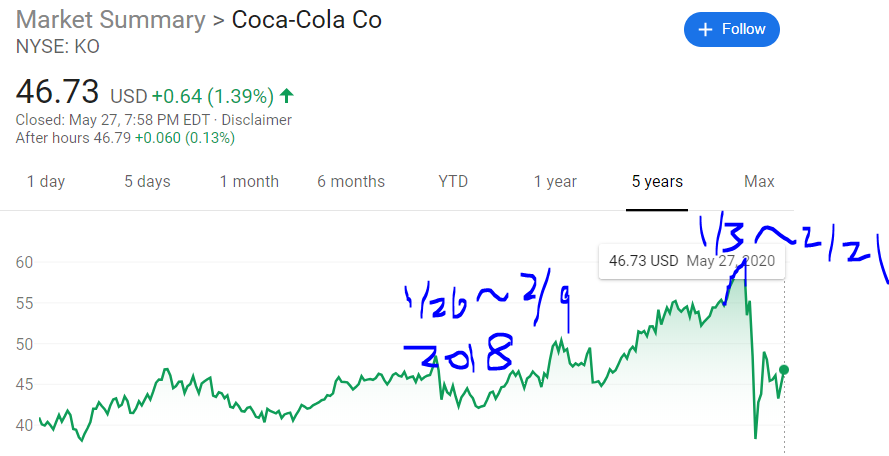 Market Summary > Coca-Cola Co
NYSE: KO
+ Follow
46.73 USD +0.64 (1.39%) ↑
Closed: May 27, 7:58 PM EDT · Disclaimer
After hours 46.79 +0.060 (0.13%)
1 day 5 days 1 month 6 months YTD 1 year 5 years Max
1/3 ~ 2/21
60
46.73 USD May 27, 2020
1/26 ~ 2/9
2018
55
50
45
40